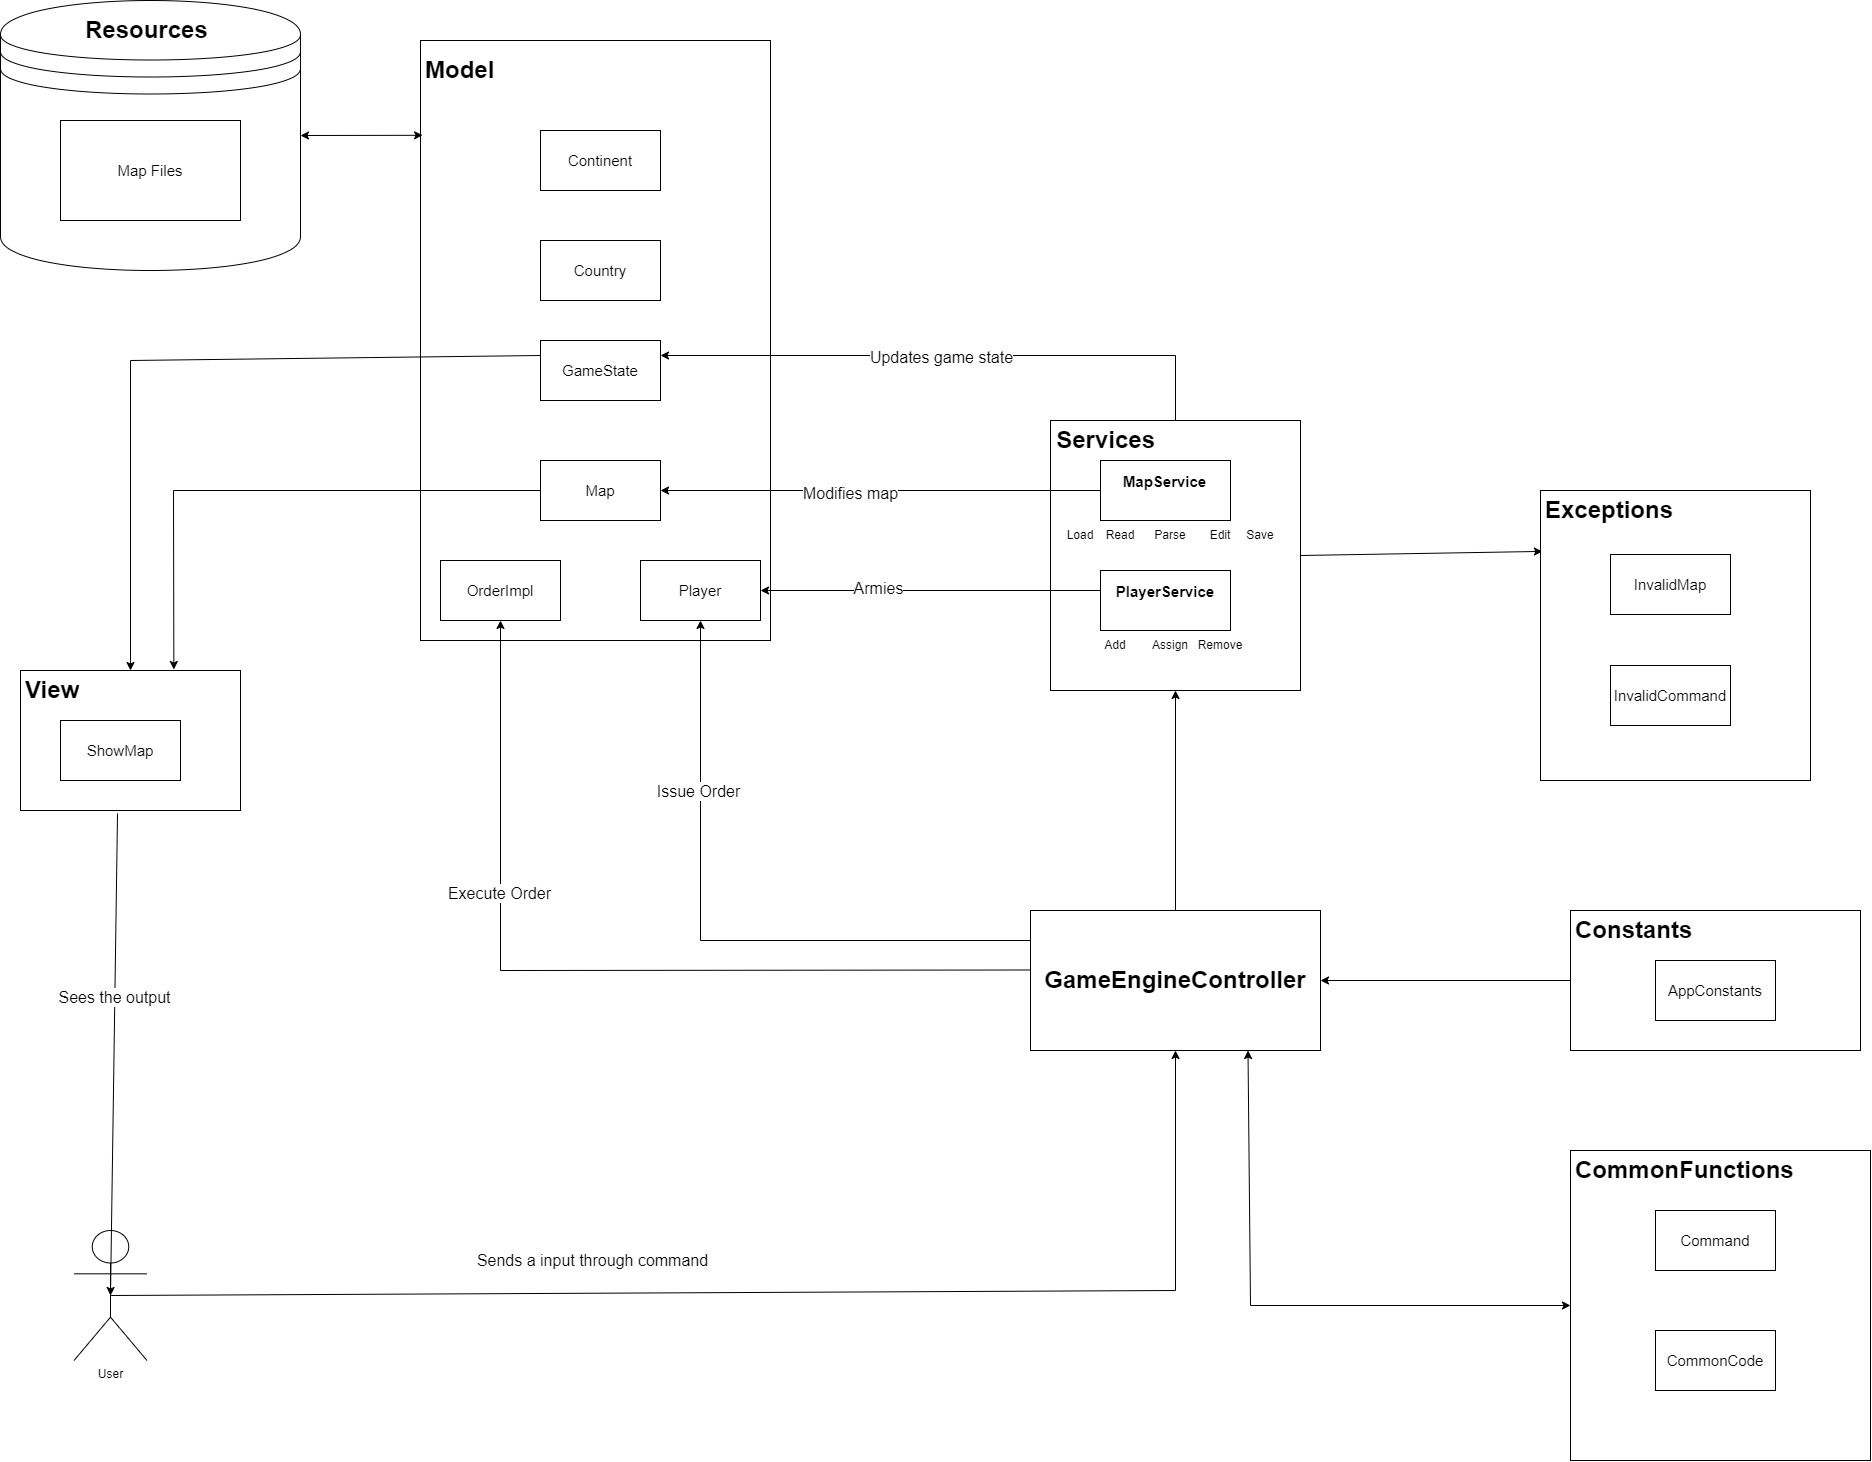 Resources
Map Files
Model
Continent
Country
GameState
Map
OrderImpl
Player
Updates game state
Modifies map
Armies
Services
MapService
Load Read Parse Edit Save
PlayerService
Add Assign Remove
Exceptions
InvalidMap
InvalidCommand
View
ShowMap
Issue Order
Execute Order
Sees the output
GameEngineController
Constants
AppConstants
CommonFunctions
Command
CommonCode
Sends a input through command
User